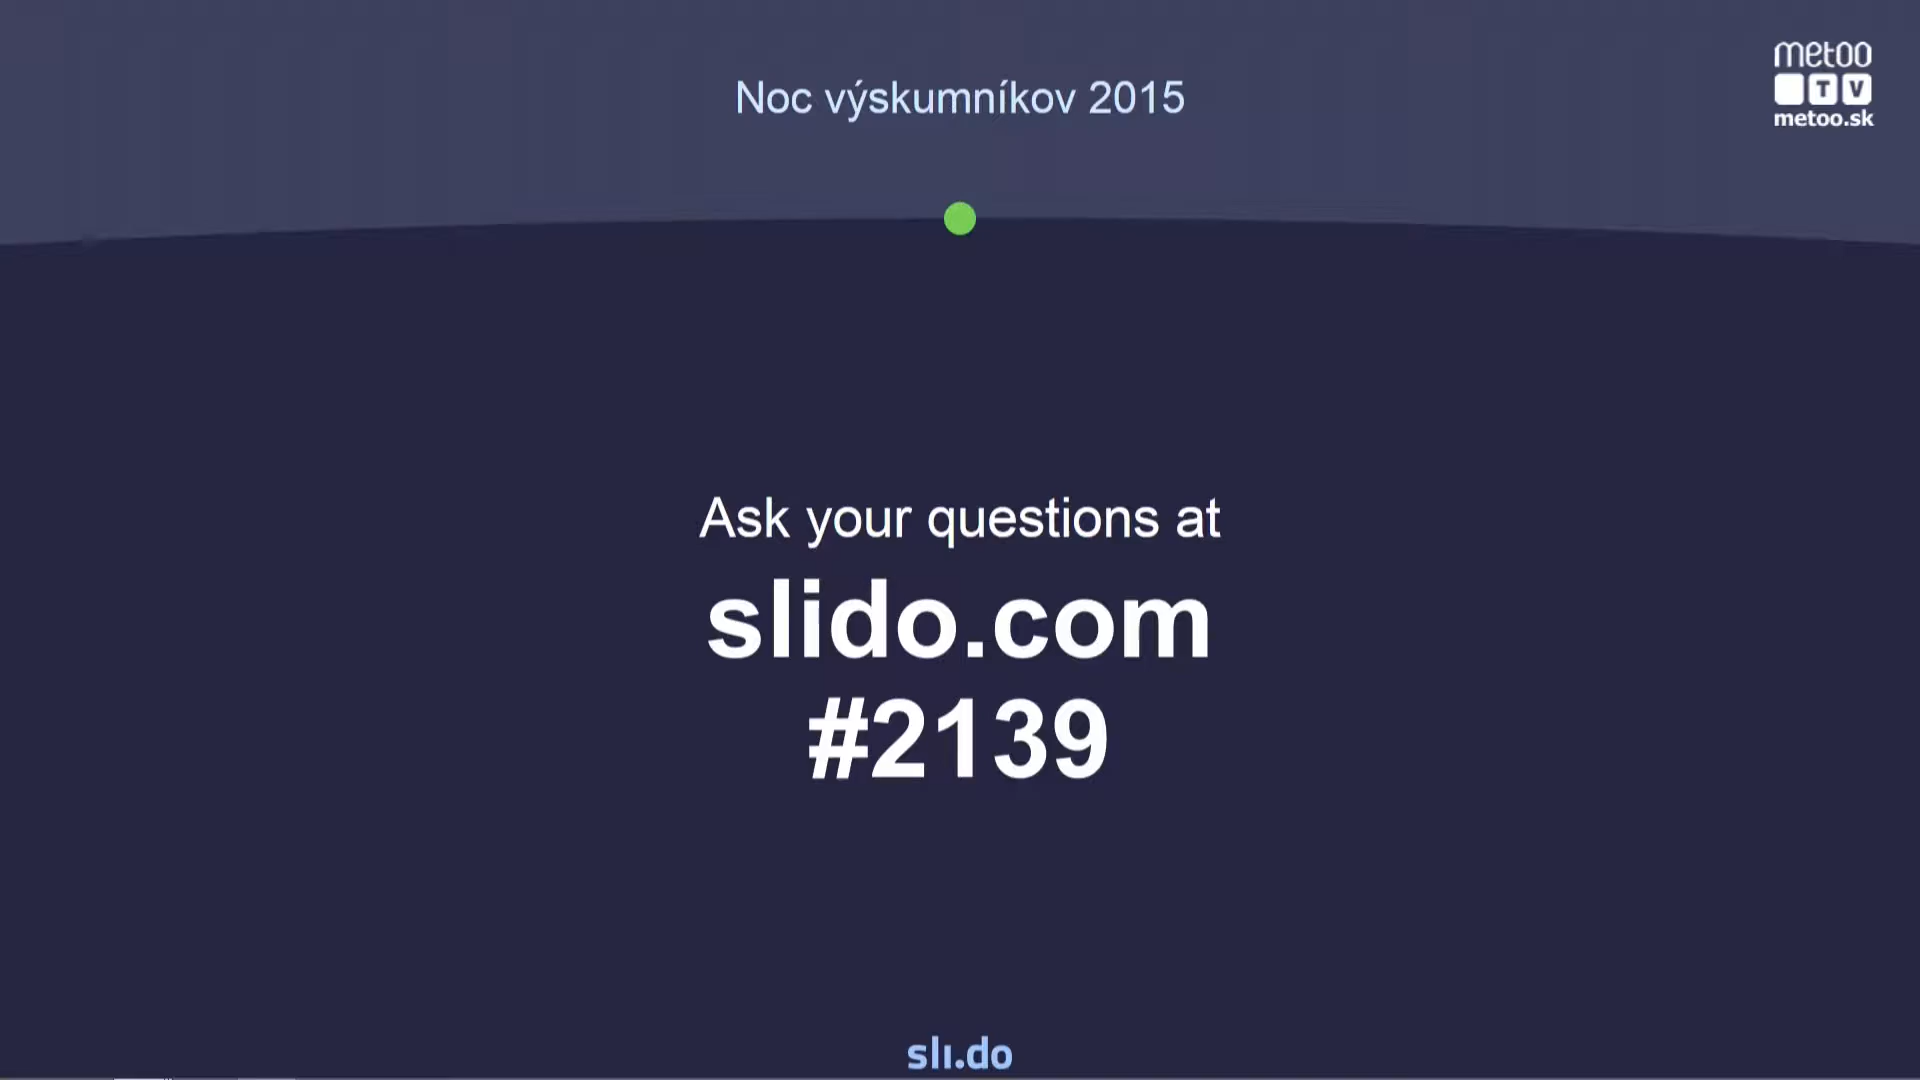 Noc výskumníkov 2015
metoo
TV
metoo.sk
Ask your questions at
slido.com
#2139
slı.do